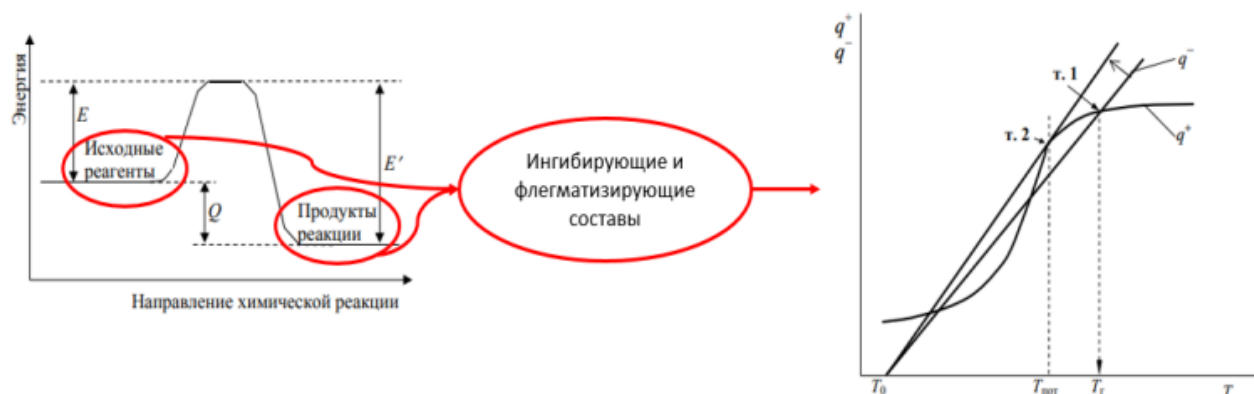 Энергия
E
Исходные
реагенты
Q
E'
Продукты
реакции
Направление химической реакции
Ингибирующие и
флегматизирующие
составы
q⁺
q⁻
т. 1
q⁻
т. 2
q⁺
T₀
Tпот
Tг
T